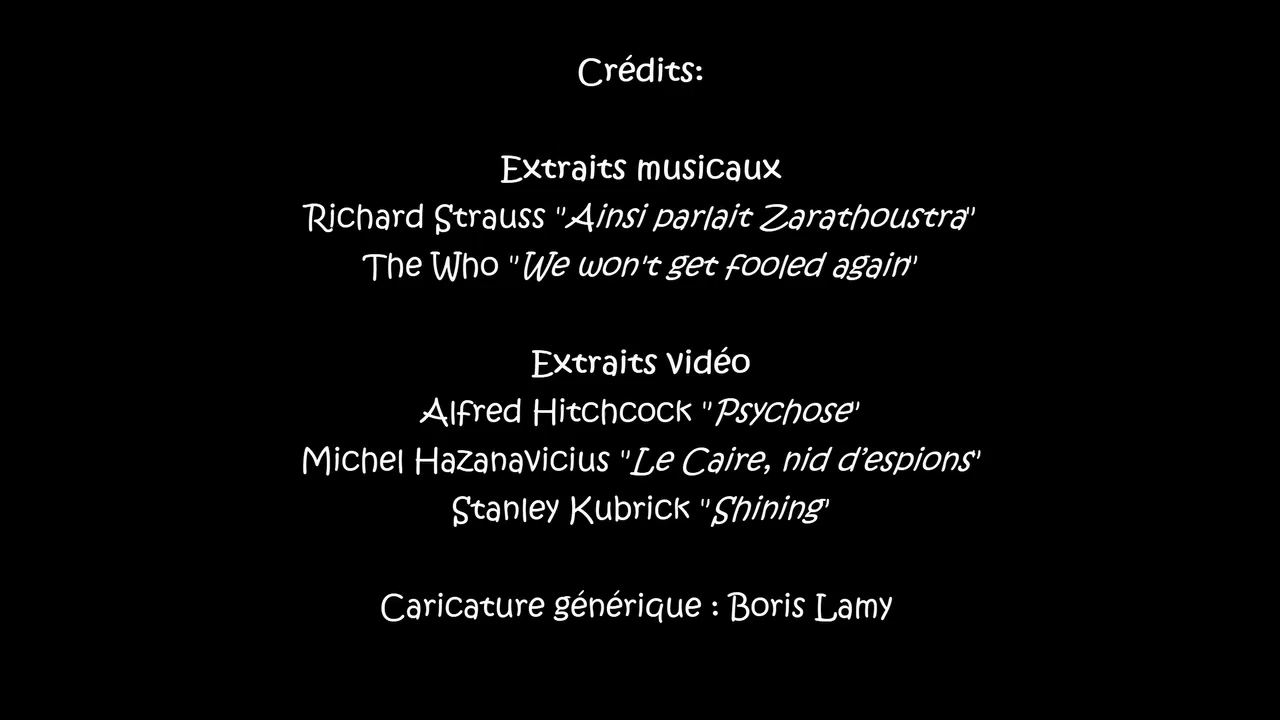 Crédits:
Extraits musicaux
Richard Strauss "Ainsi parlait Zarathoustra"
The Who "We won't get fooled again"
Extraits vidéo
Alfred Hitchcock "Psychose"
Michel Hazanavicius "Le Caire, nid d’espions"
Stanley Kubrick "Shining"
Caricature générique : Boris Lamy